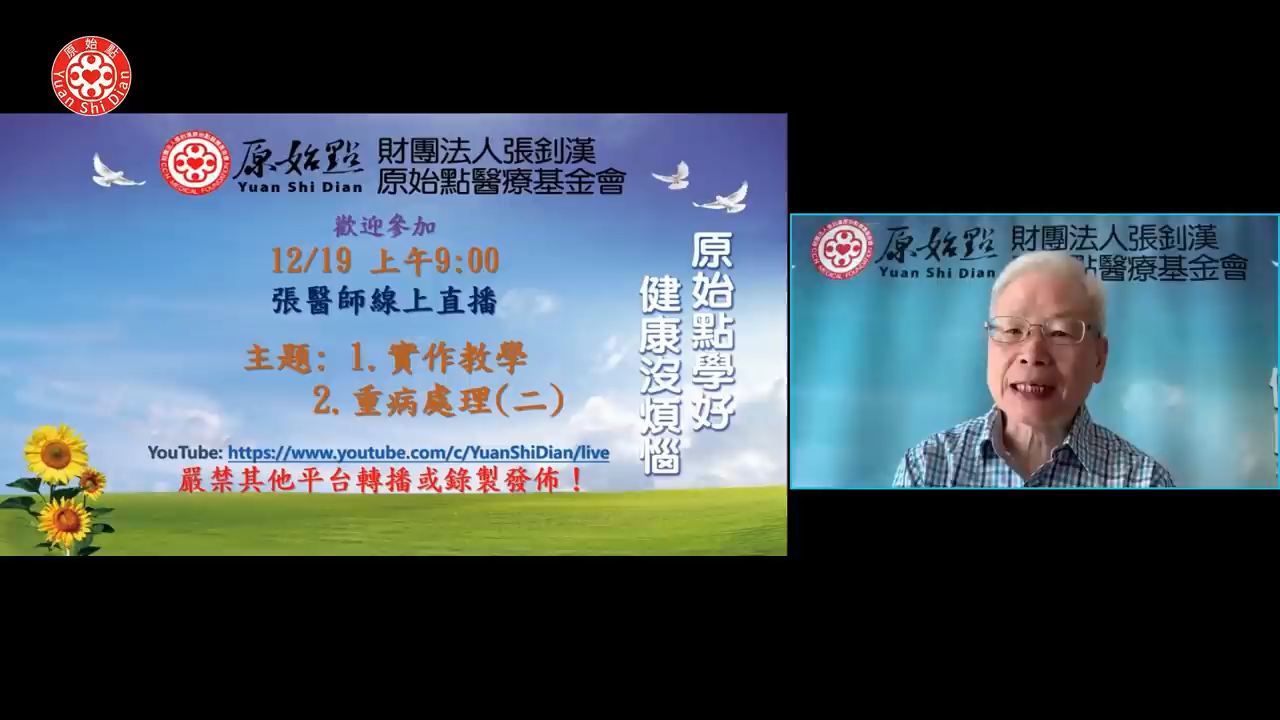 原始點
Yuan Shi Dian
原始點
Yuan Shi Dian
財團法人張釗漢
原始點醫療基金會
歡迎參加
12/19 上午9:00
張醫師線上直播
主題: 1.實作教學
2.重病處理(二)
原始點學好
健康沒煩惱
YouTube: https://www.youtube.com/c/YuanShiDian/live
嚴禁其他平台轉播或錄製發佈！
原始點
Yuan Shi Dian
財團法人張釗漢
點醫療基金會